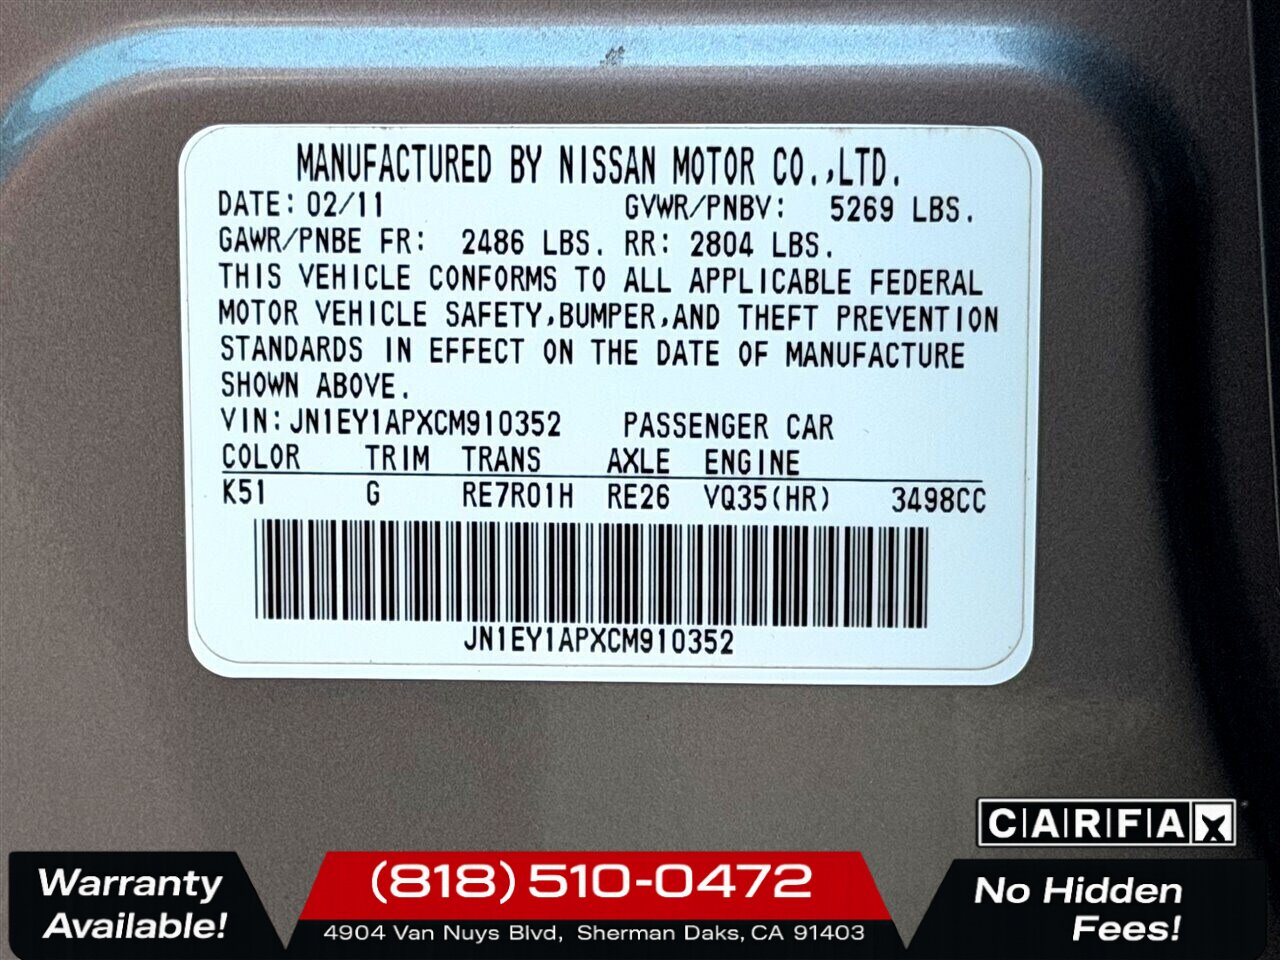 MANUFACTURED BY NISSAN MOTOR CO.,LTD.
DATE: 02/11 GVWR/PNBV: 5269 LBS.
GAWR/PNBE FR: 2486 LBS. RR: 2804 LBS.
THIS VEHICLE CONFORMS TO ALL APPLICABLE FEDERAL
MOTOR VEHICLE SAFETY,BUMPER,AND THEFT PREVENTION
STANDARDS IN EFFECT ON THE DATE OF MANUFACTURE
SHOWN ABOVE.
VIN:JN1EY1APXCM910352 PASSENGER CAR
COLOR TRIM TRANS AXLE ENGINE
K51 G RE7R01H RE26 VQ35(HR) 3498CC
JN1EY1APXCM910352
CARFAX
Warranty
Available!
(818) 510-0472
4904 Van Nuys Blvd, Sherman Daks, CA 91403
No Hidden
Fees!